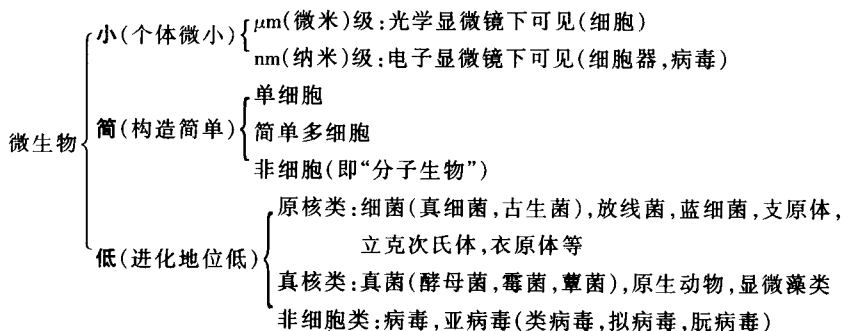 小(个体微小)
μm(微米)级:光学显微镜下可见(细胞)
nm(纳米)级:电子显微镜下可见(细胞器,病毒)
微生物
简(构造简单)
单细胞
简单多细胞
非细胞(即“分子生物”)
低(进化地位低)
原核类:细菌(真细菌,古生菌),放线菌,蓝细菌,支原体,
立克次氏体,衣原体等
真核类:真菌(酵母菌,霉菌,蕈菌),原生动物,显微藻类
非细胞类:病毒,亚病毒(类病毒,拟病毒,朊病毒)